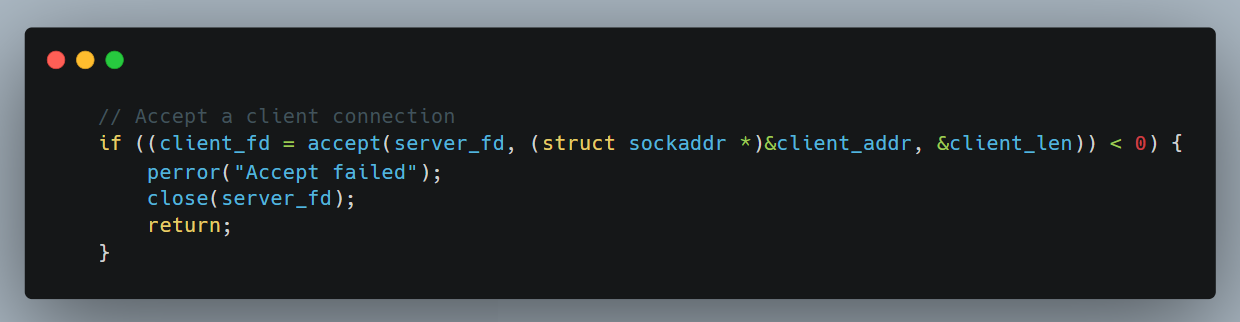 // Accept a client connection
if ((client_fd = accept(server_fd, (struct sockaddr *)&client_addr, &client_len)) < 0) {
    perror("Accept failed");
    close(server_fd);
    return;
}